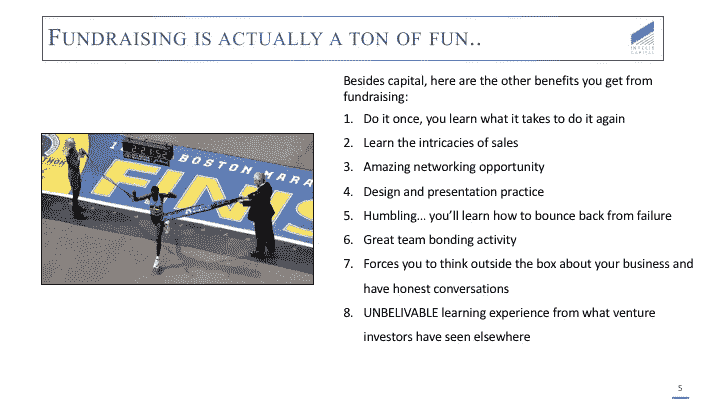 FUNDRAISING IS ACTUALLY A TON OF FUN..
Besides capital, here are the other benefits you get from
fundraising:
1. Do it once, you learn what it takes to do it again
2. Learn the intricacies of sales
3. Amazing networking opportunity
4. Design and presentation practice
5. Humbling… you’ll learn how to bounce back from failure
6. Great team bonding activity
7. Forces you to think outside the box about your business and
have honest conversations
8. UNBELIVABLE learning experience from what venture
investors have seen elsewhere
BOSTON MARA
FINIS
5